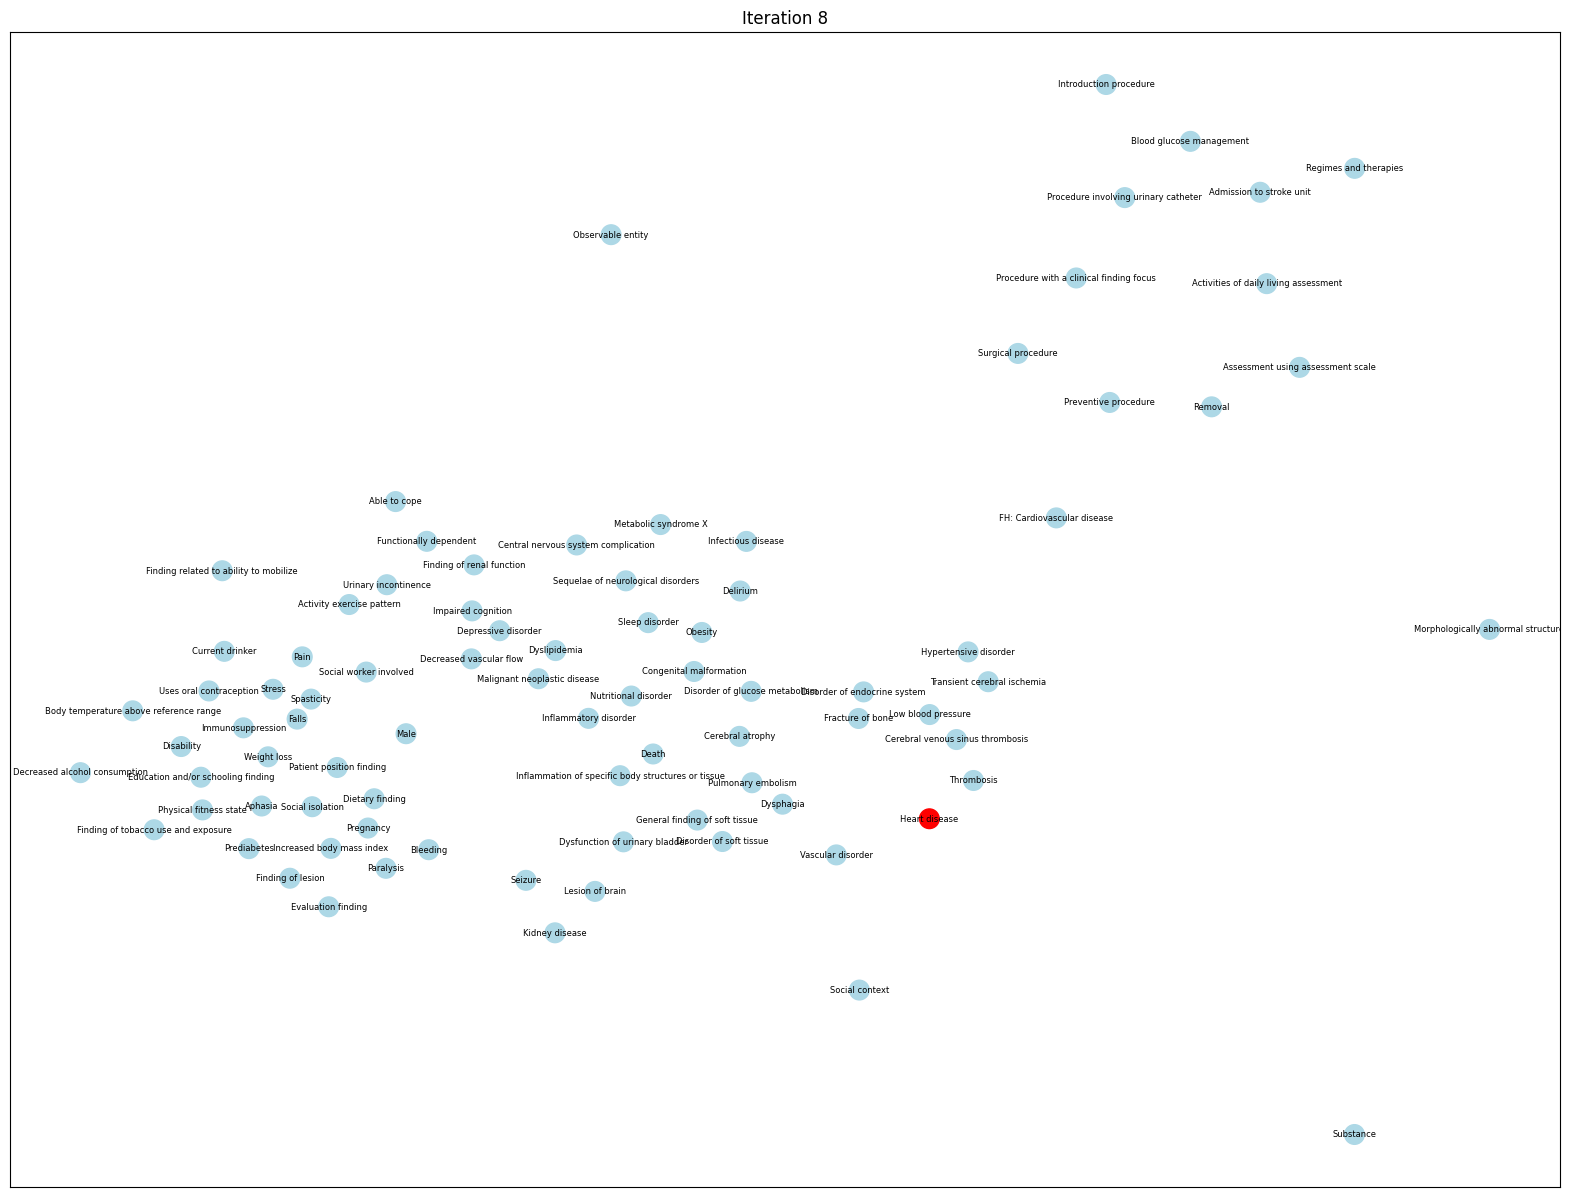 Iteration 8
Introduction procedure
Blood glucose management
Regimes and therapies
Admission to stroke unit
Procedure involving urinary catheter
Observable entity
Procedure with a clinical finding focus
Activities of daily living assessment
Surgical procedure
Assessment using assessment scale
Preventive procedure
Removal
Able to cope
FH: Cardiovascular disease
Metabolic syndrome X
Functionally dependent
Central nervous system complication
Infectious disease
Finding of renal function
Finding related to ability to mobilize
Urinary incontinence
Sequelae of neurological disorders
Delirium
Activity exercise pattern
Impaired cognition
Sleep disorder
Depressive disorder
Obesity
Morphologically abnormal structure
Current drinker
Pain
Dyslipidemia
Hypertensive disorder
Decreased vascular flow
Social worker involved
Congenital malformation
Malignant neoplastic disease
Transient cerebral ischemia
Uses oral contraception
Stress
Spasticity
Nutritional disorder
Disorder of glucose metabolism
Disorder of endocrine system
Body temperature above reference range
Falls
Inflammatory disorder
Fracture of bone
Low blood pressure
Immunosuppression
Male
Cerebral atrophy
Cerebral venous sinus thrombosis
Disability
Weight loss
Death
Patient position finding
Decreased alcohol consumption
Education and/or schooling finding
Inflammation of specific body structures or tissue
Pulmonary embolism
Thrombosis
Dietary finding
Physical fitness state
Aphasia
Social isolation
Dysphagia
Finding of tobacco use and exposure
Pregnancy
General finding of soft tissue
Heart disease
Prediabetes
Increased body mass index
Bleeding
Dysfunction of urinary bladder
Disorder of soft tissue
Vascular disorder
Paralysis
Finding of lesion
Seizure
Lesion of brain
Evaluation finding
Kidney disease
Social context
Substance